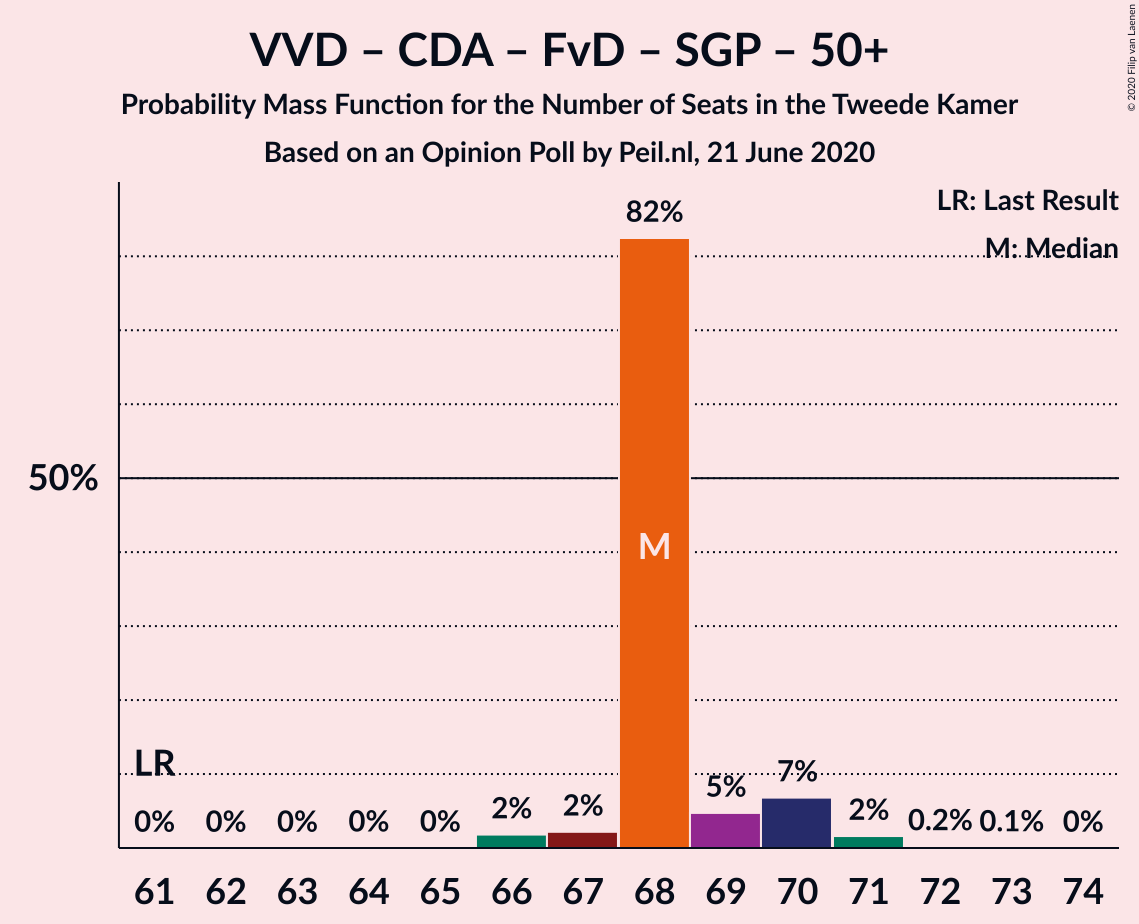 VVD – CDA – FvD – SGP – 50+
Probability Mass Function for the Number of Seats in the Tweede Kamer
Based on an Opinion Poll by Peil.nl, 21 June 2020
© 2020 Filip van Laenen
LR: Last Result
M: Median
82%
50%
M
LR
0% 0% 0% 0% 0% 2% 2% 5% 7% 2% 0.2% 0.1% 0%
61 62 63 64 65 66 67 68 69 70 71 72 73 74